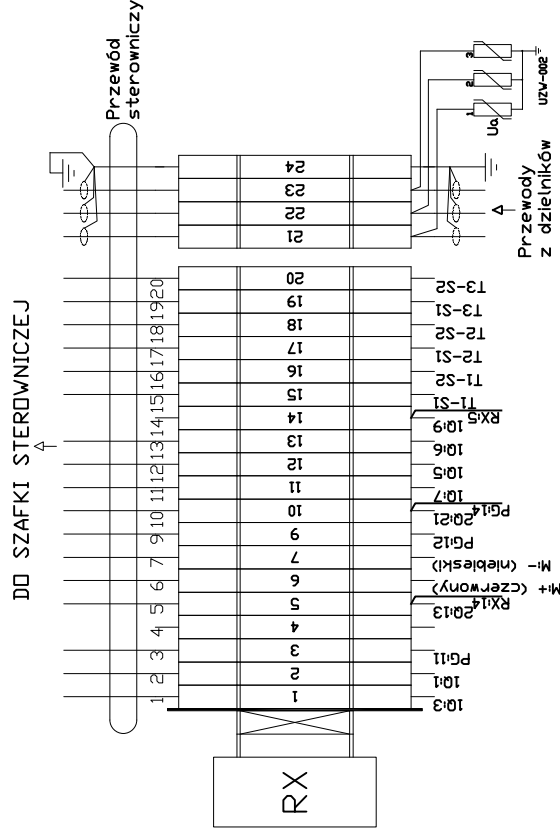 DO SZAFKI STEROWNICZEJ
Przewód
sterowniczy
1
2
3
4
5
6
7
9
10
11
12
13
14
15
16
17
18
19
20
RX
1
2
3
4
5
6
7
9
10
11
12
13
14
15
16
17
18
19
20
21
22
23
24
1Q:3
1Q:1
PG:11
2Q:13
RX:14
M:+ (czerwony)
M:- (niebieski)
PG:12
2Q:21
PG:14
1Q:7
1Q:5
1Q:6
1Q:9
RX:5
T1-S1
T1-S2
T2-S1
T2-S2
T3-S1
T3-S2
Przewody
z dzielników
1
2
3
Ua
UZW-002